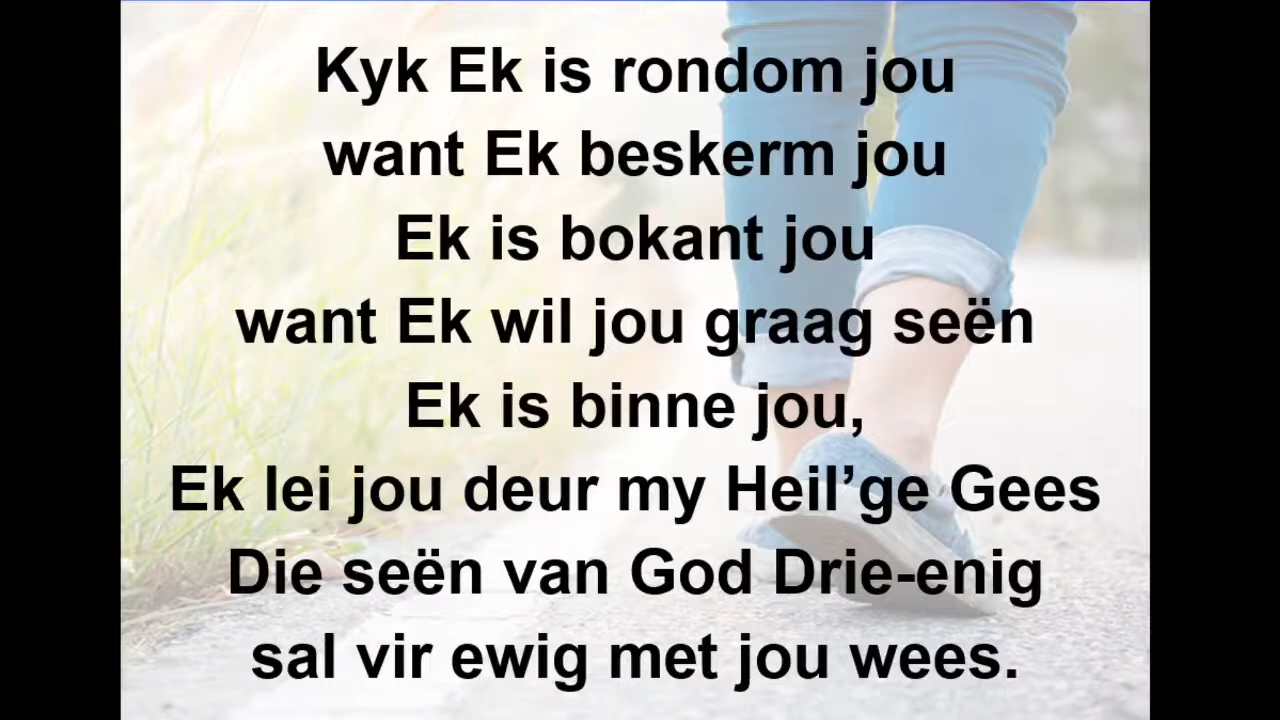 Kyk Ek is rondom jou
want Ek beskerm jou
Ek is bokant jou
want Ek wil jou graag seën
Ek is binne jou,
Ek lei jou deur my Heil’ge Gees
Die seën van God Drie-enig
sal vir ewig met jou wees.